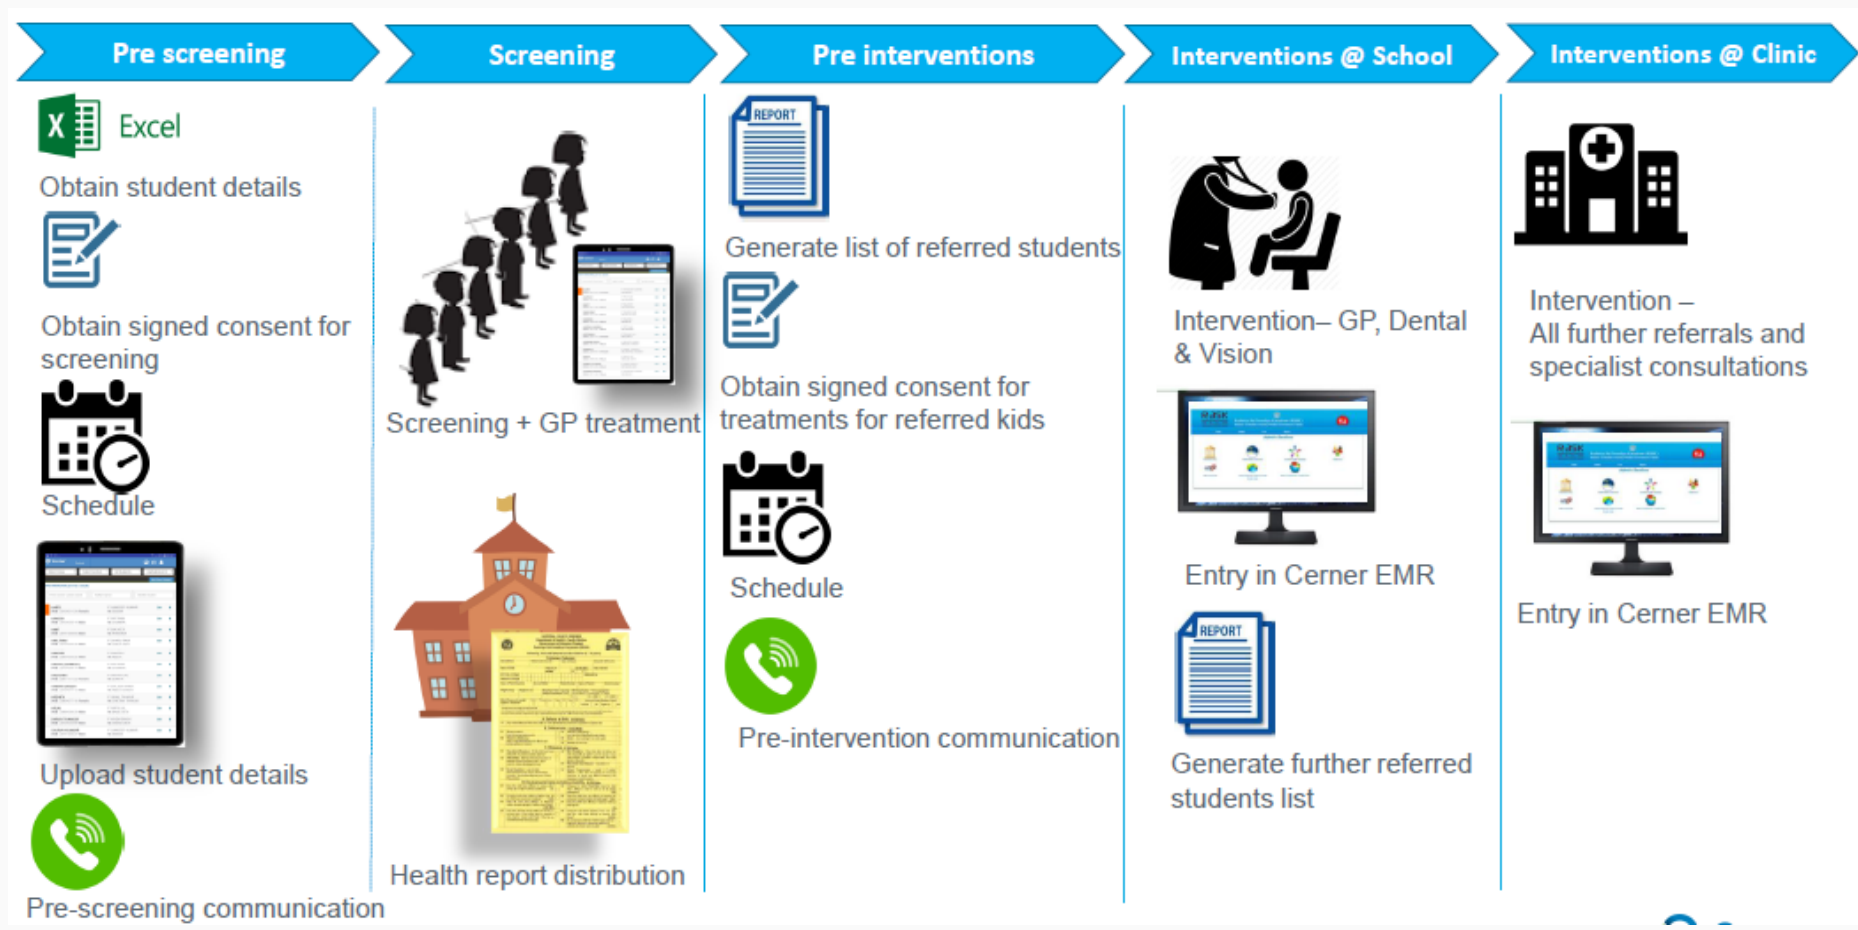 Pre screening
Screening
Pre interventions
Interventions @ School
Interventions @ Clinic
Excel
Obtain student details
Obtain signed consent for
screening
Schedule
Upload student details
Pre-screening communication
Screening + GP treatment
Health report distribution
REPORT
Generate list of referred students
Obtain signed consent for
treatments for referred kids
Schedule
Pre-intervention communication
Intervention– GP, Dental
& Vision
Entry in Cerner EMR
REPORT
Generate further referred
students list
Intervention –
All further referrals and
specialist consultations
Entry in Cerner EMR